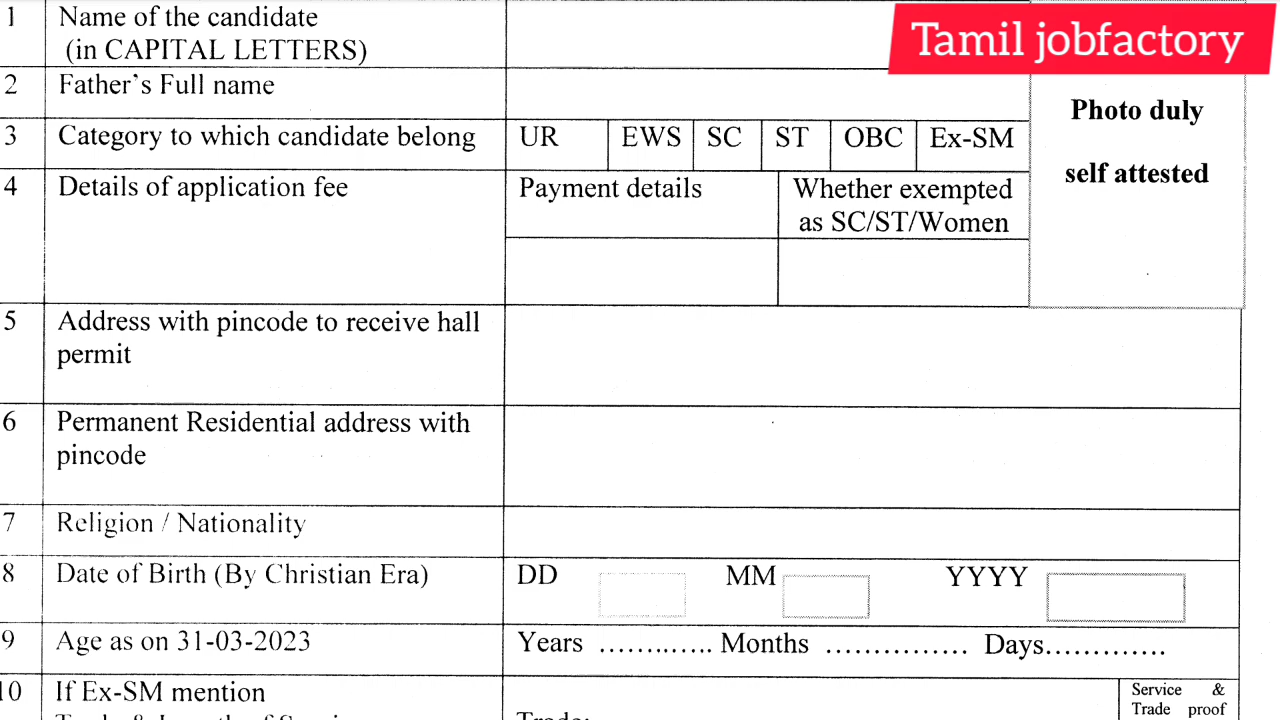 Tamil jobfactory
1 Name of the candidate
(in CAPITAL LETTERS)
2 Father's Full name
Photo duly
self attested
3 Category to which candidate belong UR EWS SC ST OBC Ex-SM
4 Details of application fee Payment details Whether exempted
as SC/ST/Women
5 Address with pincode to receive hall
permit
6 Permanent Residential address with
pincode
7 Religion / Nationality
8 Date of Birth (By Christian Era) DD MM YYYY
9 Age as on 31-03-2023 Years ............ Months ............... Days.............
10 If Ex-SM mention Service &
Trade proof
Trade: